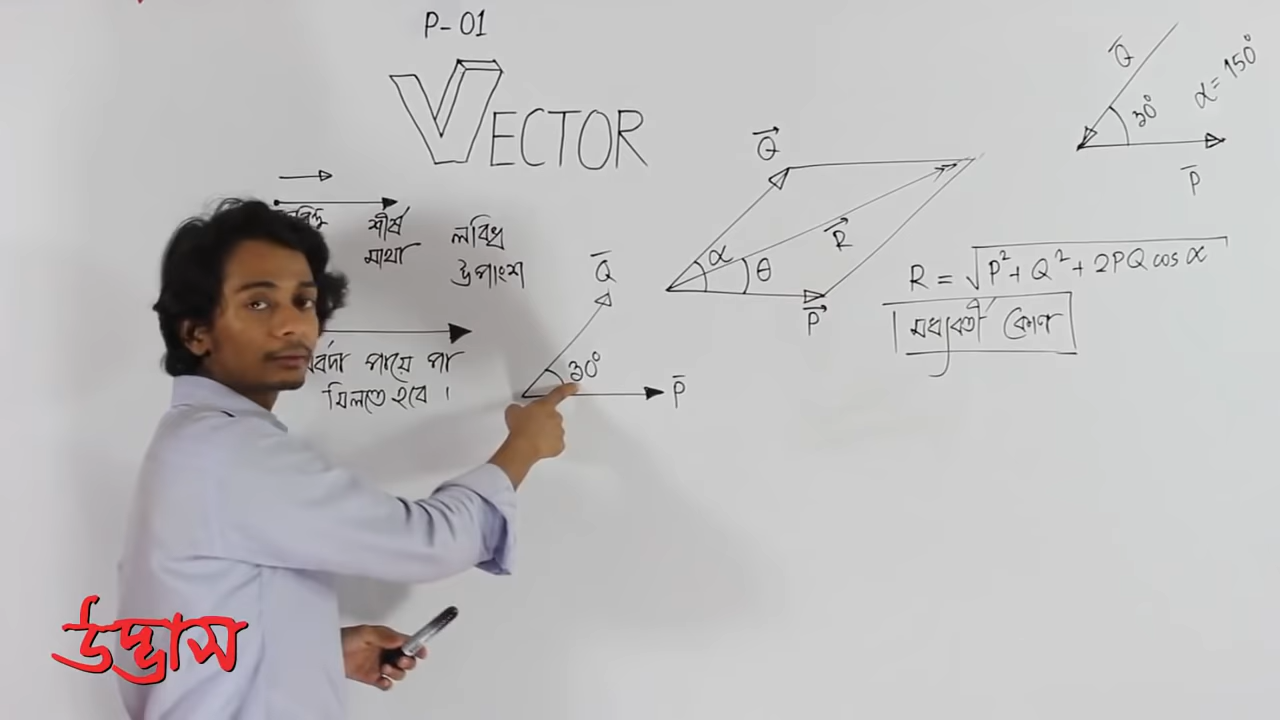 P-01
VECTOR
শীর্ষ
মাথা
লব্ধির
উপাংশ
পায়ে পা
মিলাতে হবে ।
Q̅
30°
P̅
Q⃗
α
θ
R⃗
P⃗
Q̅
30°
α = 150°
P̅
R = √P²+Q²+2PQ cos α
মধ্যবর্তী কোণ
উদ্ভাস